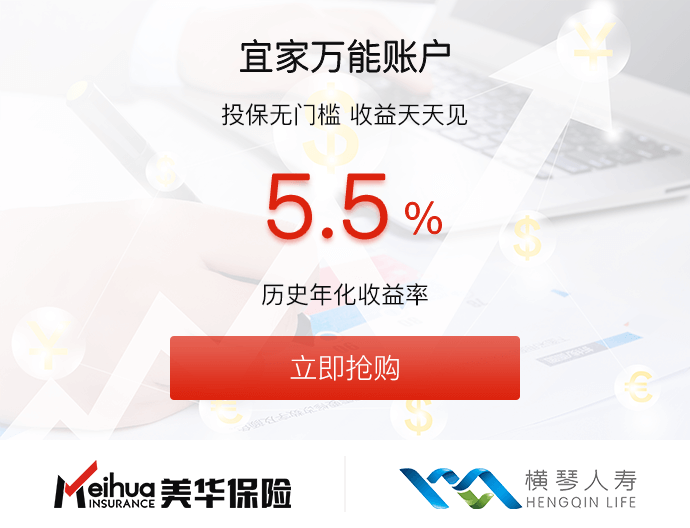 宜家万能账户
投保无门槛 收益天天见
5.5%
历史年化收益率
立即抢购
Meihua INSURANCE 美华保险
横琴人寿
HENGQIN LIFE